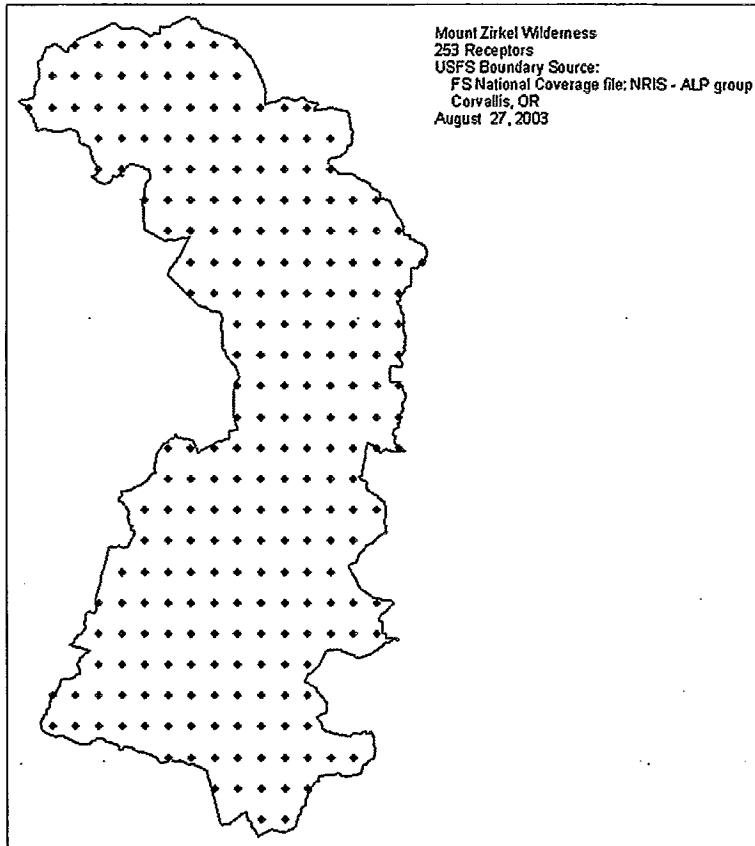 Mount Zirkel Wilderness
253 Receptors
USFS Boundary Source:
FS National Coverage file; NRIS - ALP group
Corvallis, OR
August 27, 2003